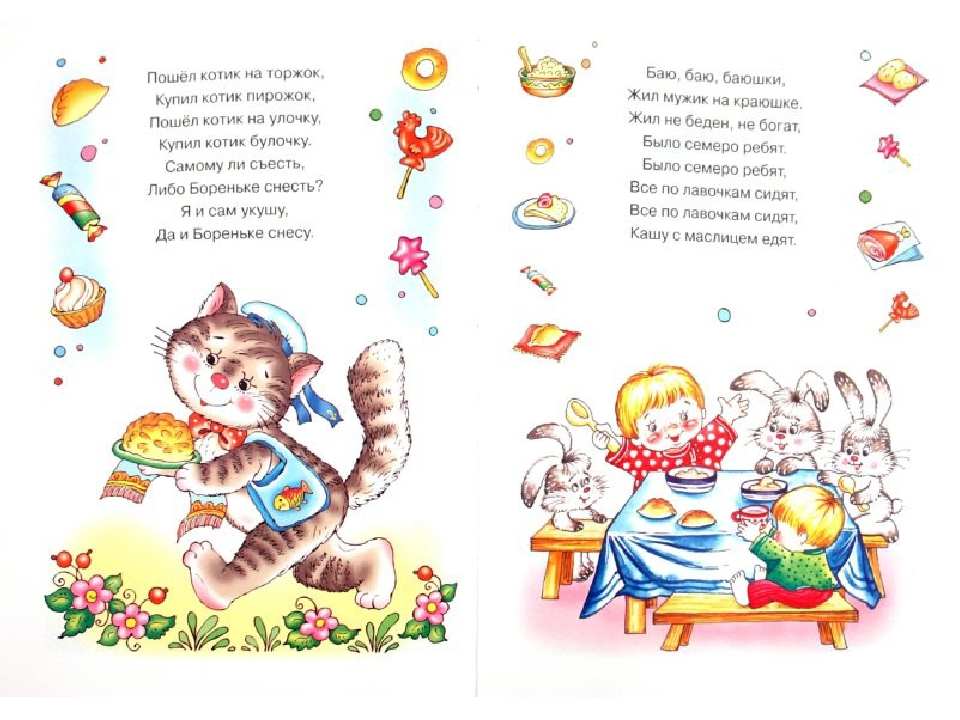 Пошёл котик на торжок,
Купил котик пирожок,
Пошёл котик на улочку,
Купил котик булочку.
Самому ли съесть,
Либо Бореньке снесть?
Я и сам укушу,
Да и Бореньке снесу.
Баю, баю, баюшки,
Жил мужик на краюшке.
Жил не беден, не богат,
Было семеро ребят.
Было семеро ребят,
Все по лавочкам сидят,
Все по лавочкам сидят,
Кашу с маслицем едят.